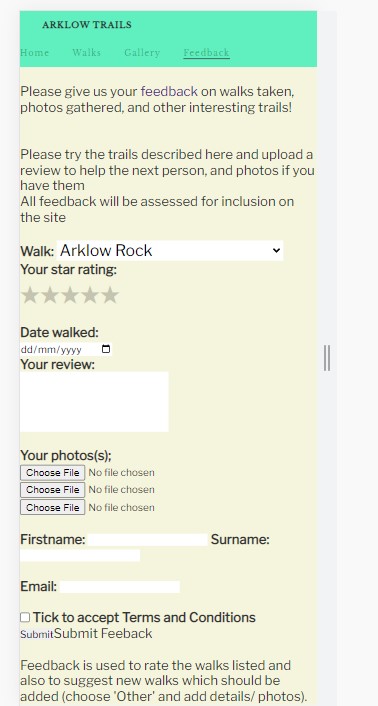 ARKLOW TRAILS
Home Walks Gallery Feedback
Please give us your feedback on walks taken,
photos gathered, and other interesting trails!
Please try the trails described here and upload a
review to help the next person, and photos if you
have them
All feedback will be assessed for inclusion on
the site
Walk: Arklow Rock
Your star rating:
Date walked:
dd/mm/yyyy
Your review:
Your photos(s);
Choose File No file chosen
Choose File No file chosen
Choose File No file chosen
Firstname: Surname:
Email:
Tick to accept Terms and Conditions
SubmitSubmit Feeback
Feedback is used to rate the walks listed and
also to suggest new walks which should be
added (choose 'Other' and add details/ photos).